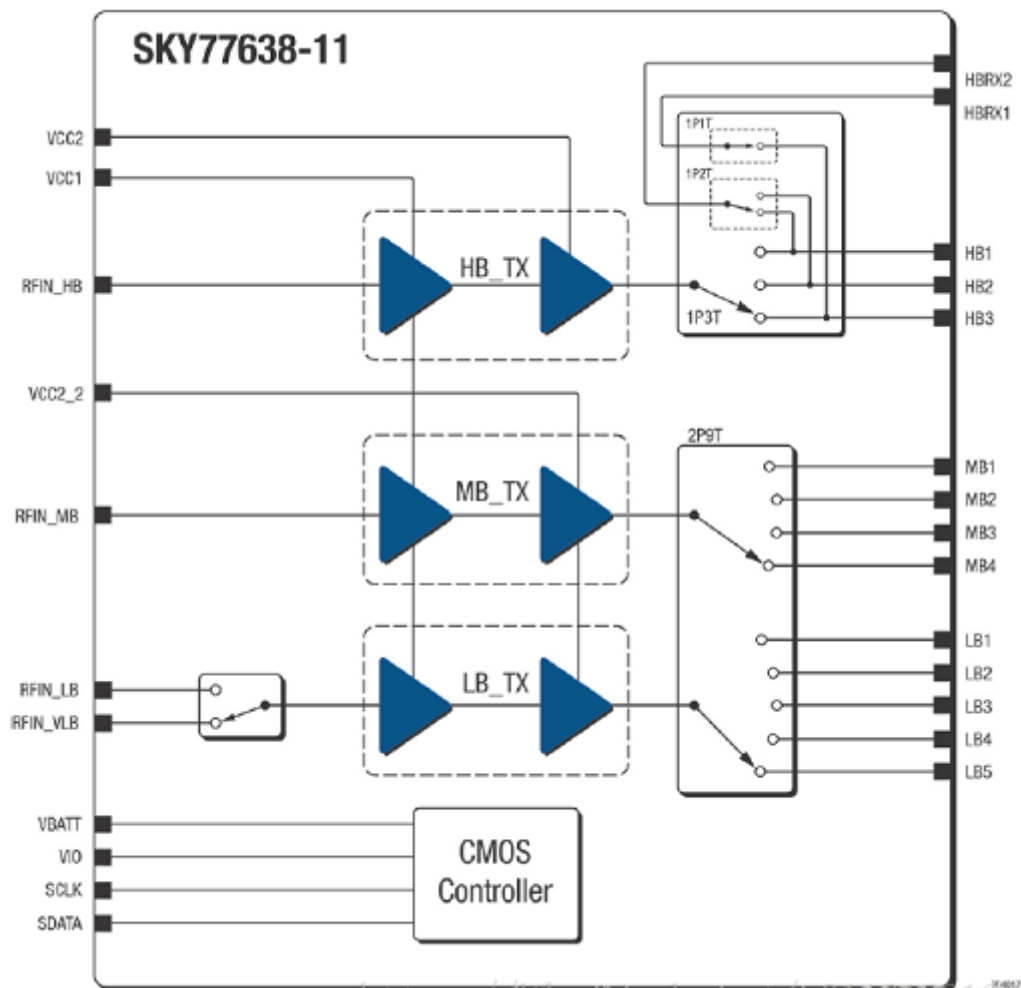 SKY77638-11
HBRX2
HBRX1
1P1T
VCC2
VCC1
1P2T
HB_TX
HB1
RFIN_HB
HB2
1P3T
HB3
VCC2_2
2P9T
MB1
MB_TX
MB2
RFIN_MB
MB3
MB4
LB1
LB_TX
RFIN_LB
LB2
RFIN_VLB
LB3
LB4
LB5
VBATT
VIO
SCLK
SDATA
CMOS
Controller